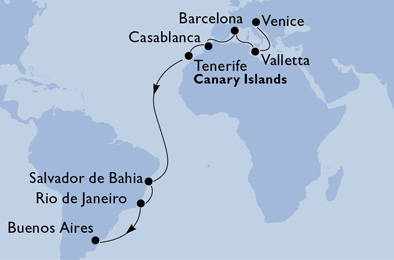 Barcelona
Venice
Casablanca
Valletta
Tenerife
Canary Islands
Salvador de Bahia
Rio de Janeiro
Buenos Aires